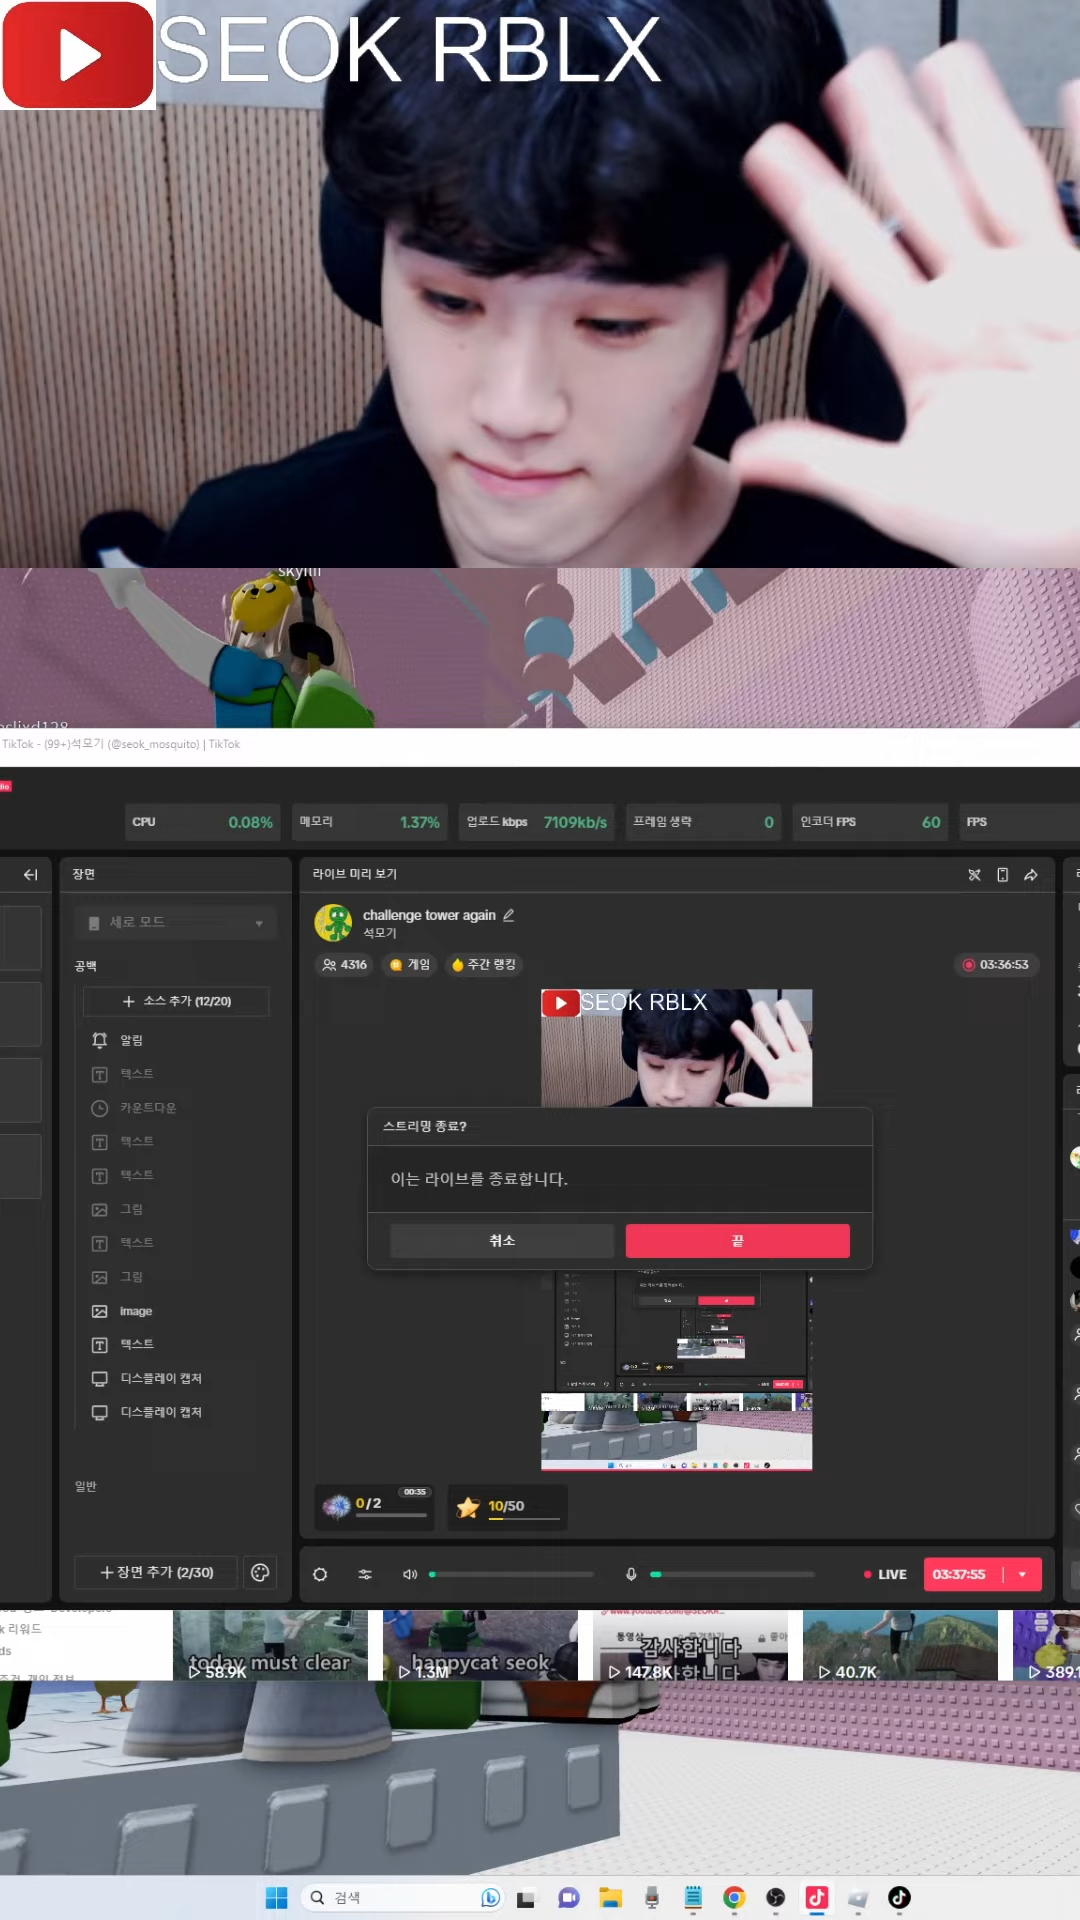 SEOK RBLX
skyiiii
TikTok - (99+)석모기 (@seok_mosquito) | TikTok
CPU 0.08%
메모리 1.37%
업로드 kbps 7109kb/s
프레임 생략 0
인코더 FPS 60
FPS
장면
세로 모드
공백
소스 추가 (12/20)
알림
텍스트
카운트다운
텍스트
텍스트
그림
텍스트
그림
image
텍스트
디스플레이 캡처
디스플레이 캡처
일반
장면 추가 (2/30)
라이브 미리 보기
challenge tower again
석모기
4316
게임
주간 랭킹
03:36:53
SEOK RBLX
스트리밍 종료?
이는 라이브를 종료합니다.
취소
끝
0/2
00:35
10/50
LIVE
03:37:55
k 리워드
today must clear
58.9K
happycat seok
1.3M
동영상
감사합니다
147.8K
40.7K
389.1
검색